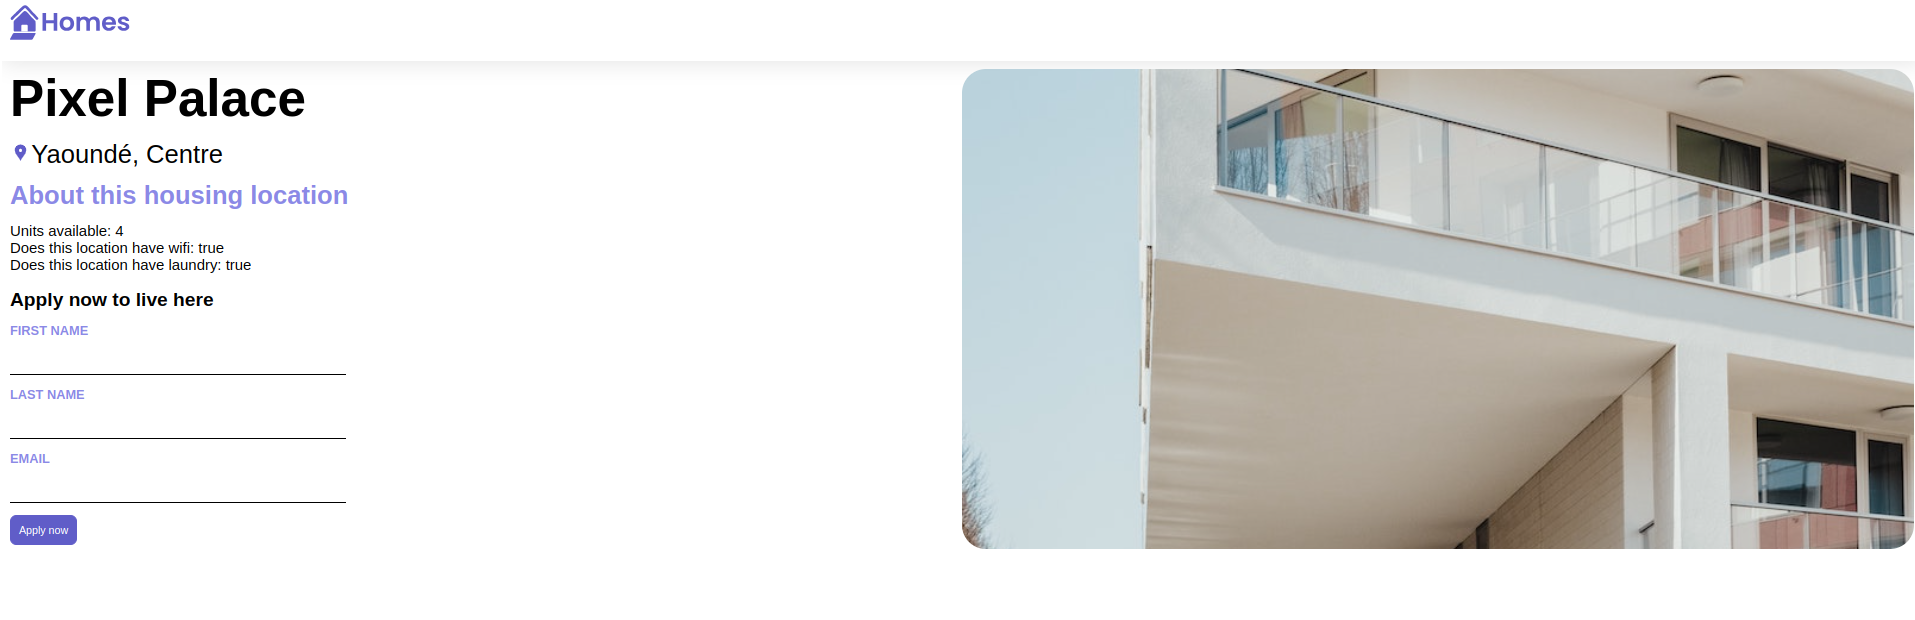 Homes
Pixel Palace
Yaoundé, Centre
About this housing location
Units available: 4
Does this location have wifi: true
Does this location have laundry: true
Apply now to live here
FIRST NAME
LAST NAME
EMAIL
Apply now